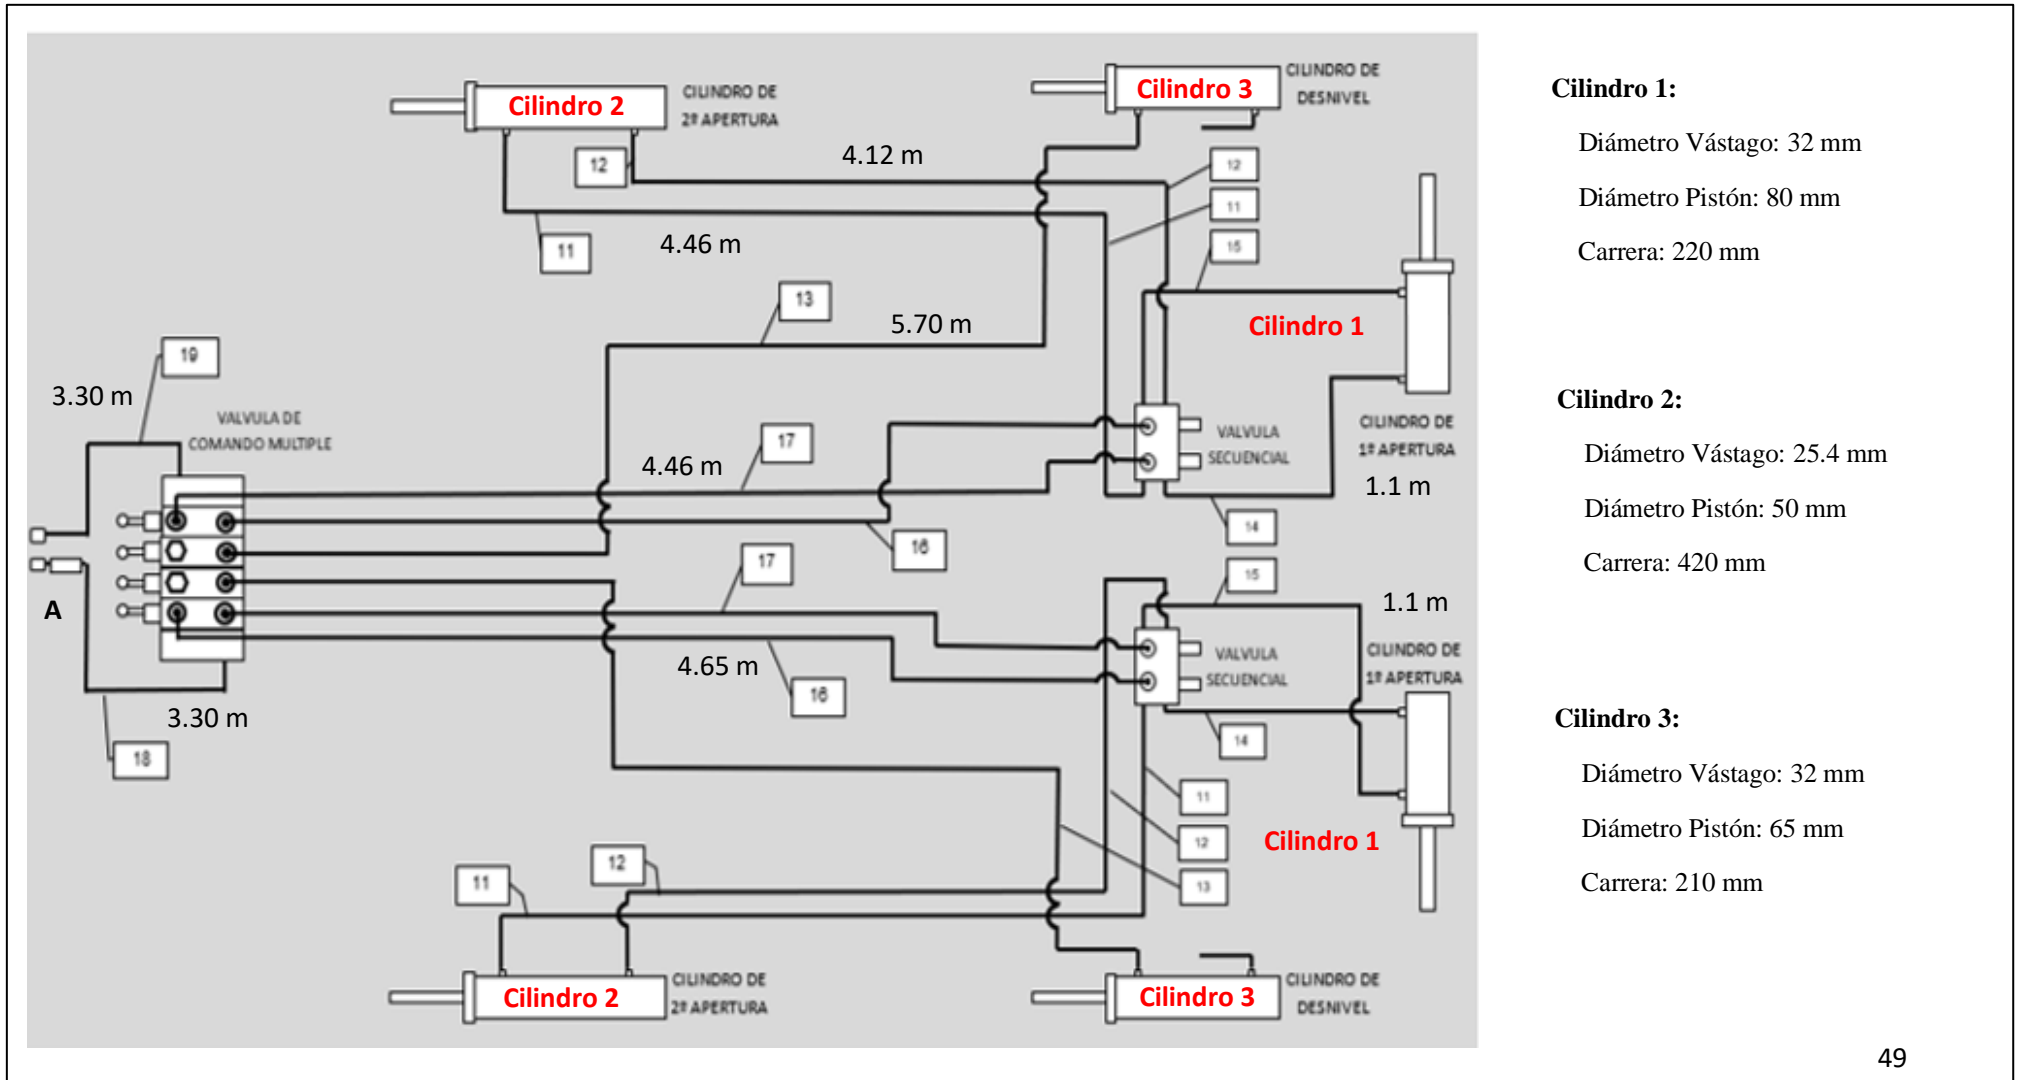 CILINDRO DE
DESNIVEL
Cilindro 3
CILINDRO DE
2ª APERTURA
Cilindro 2
4.12 m
12
12
11
15
11
4.46 m
13
5.70 m
Cilindro 1
19
3.30 m
VALVULA DE
COMANDO MULTIPLE
17
4.46 m
VALVULA
SECUENCIAL
CILINDRO DE
1ª APERTURA
1.1 m
14
16
17
15
1.1 m
A
4.65 m
16
VALVULA
SECUENCIAL
CILINDRO DE
1ª APERTURA
3.30 m
18
14
11
12
13
Cilindro 1
11
12
Cilindro 2
CILINDRO DE
2ª APERTURA
Cilindro 3
CILINDRO DE
DESNIVEL
Cilindro 1:
Diámetro Vástago: 32 mm
Diámetro Pistón: 80 mm
Carrera: 220 mm
Cilindro 2:
Diámetro Vástago: 25.4 mm
Diámetro Pistón: 50 mm
Carrera: 420 mm
Cilindro 3:
Diámetro Vástago: 32 mm
Diámetro Pistón: 65 mm
Carrera: 210 mm
49